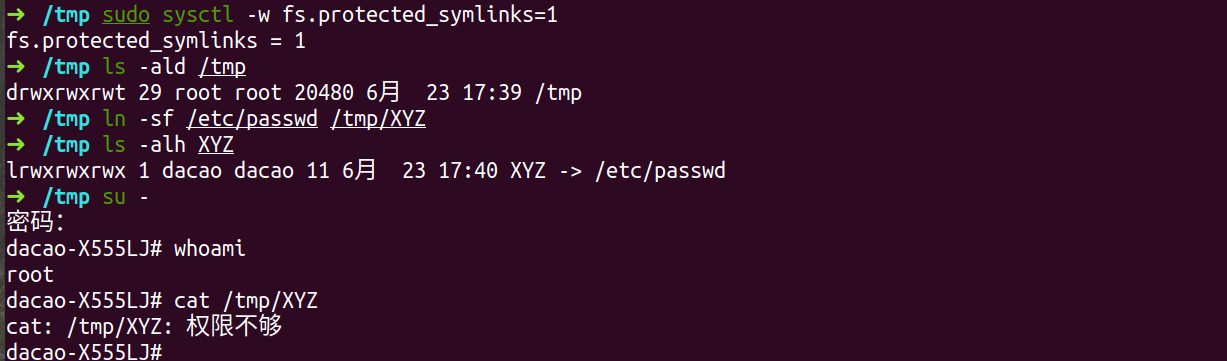 ➜ /tmp sudo sysctl -w fs.protected_symlinks=1
fs.protected_symlinks = 1
➜ /tmp ls -ald /tmp
drwxrwxrwt 29 root root 20480 6月  23 17:39 /tmp
➜ /tmp ln -sf /etc/passwd /tmp/XYZ
➜ /tmp ls -alh XYZ
lrwxrwxrwx 1 dacao dacao 11 6月  23 17:40 XYZ -> /etc/passwd
➜ /tmp su -
密码：
dacao-X555LJ# whoami
root
dacao-X555LJ# cat /tmp/XYZ
cat: /tmp/XYZ: 权限不够
dacao-X555LJ#